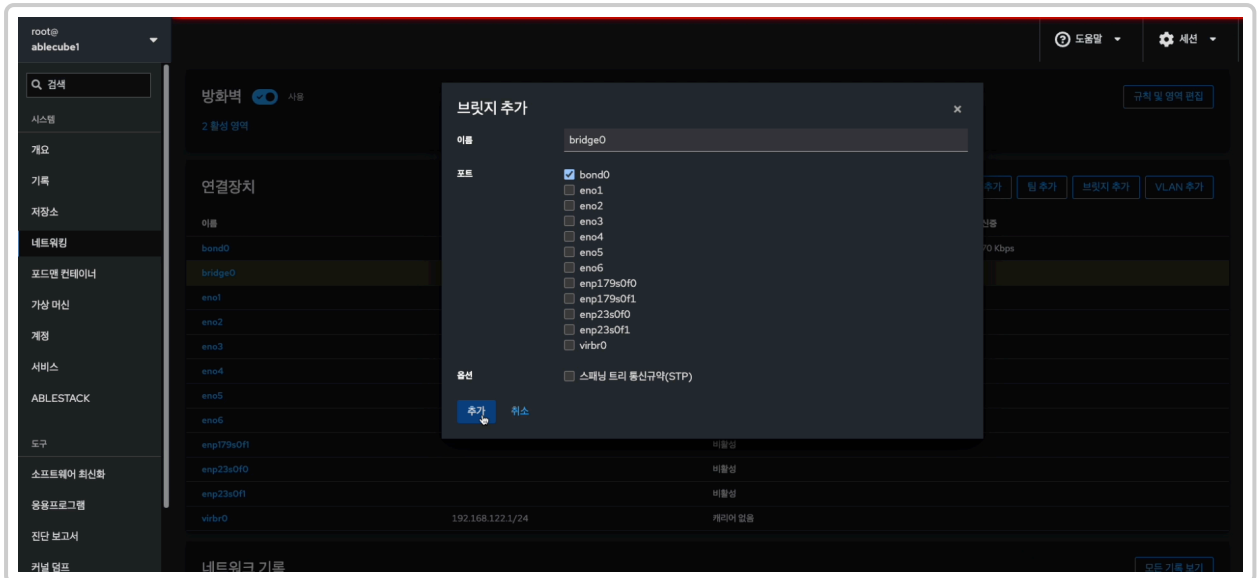 root@
ablecube1
도움말
세션
검색
시스템
개요
기록
저장소
네트워킹
포드맨 컨테이너
가상 머신
계정
서비스
ABLESTACK
도구
소프트웨어 최신화
응용프로그램
진단 보고서
커널 덤프
방화벽 사용
규칙 및 영역 편집
2 활성 영역
연결장치
추가 팀 추가 브릿지 추가 VLAN 추가
이름
bond0 Kbps
bridge0
eno1
eno2
eno3
eno4
eno5
eno6
enp179s0f1 비활성
enp23s0f0 비활성
enp23s0f1 비활성
virbr0 192.168.122.1/24 캐리어 없음
네트워크 기록 모든 기록 보기
브릿지 추가
이름 bridge0
포트 bond0
eno1
eno2
eno3
eno4
eno5
eno6
enp179s0f0
enp179s0f1
enp23s0f0
enp23s0f1
virbr0
옵션 스패닝 트리 통신규약(STP)
추가 취소